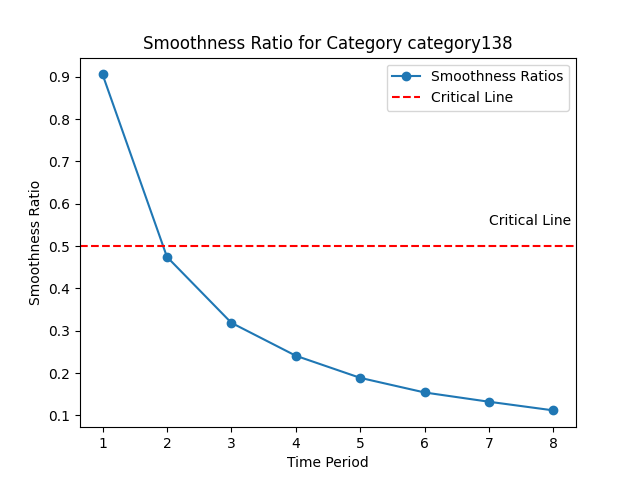 Smoothness Ratio for Category category138
Smoothness Ratios
Critical Line
Critical Line
Smoothness Ratio
0.9
0.8
0.7
0.6
0.5
0.4
0.3
0.2
0.1
1 2 3 4 5 6 7 8
Time Period